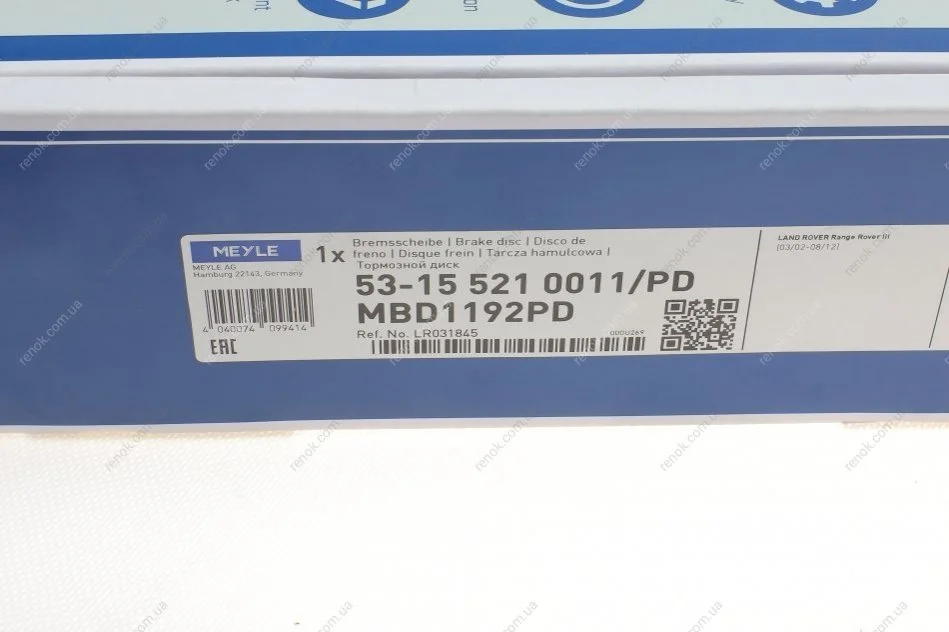 MEYLE
MEYLE AG
Hamburg 22143, Germany
4 040074 099414
EAC
1x
Bremsscheibe | Brake disc | Disco de
freno | Disque frein | Tarcza hamulcowa |
Тормозной диск
53-15 521 0011/PD
MBD1192PD
Ref. No. LR031845
0000269
LAND ROVER Range Rover III
[03/02-08/12]
renok.com.ua